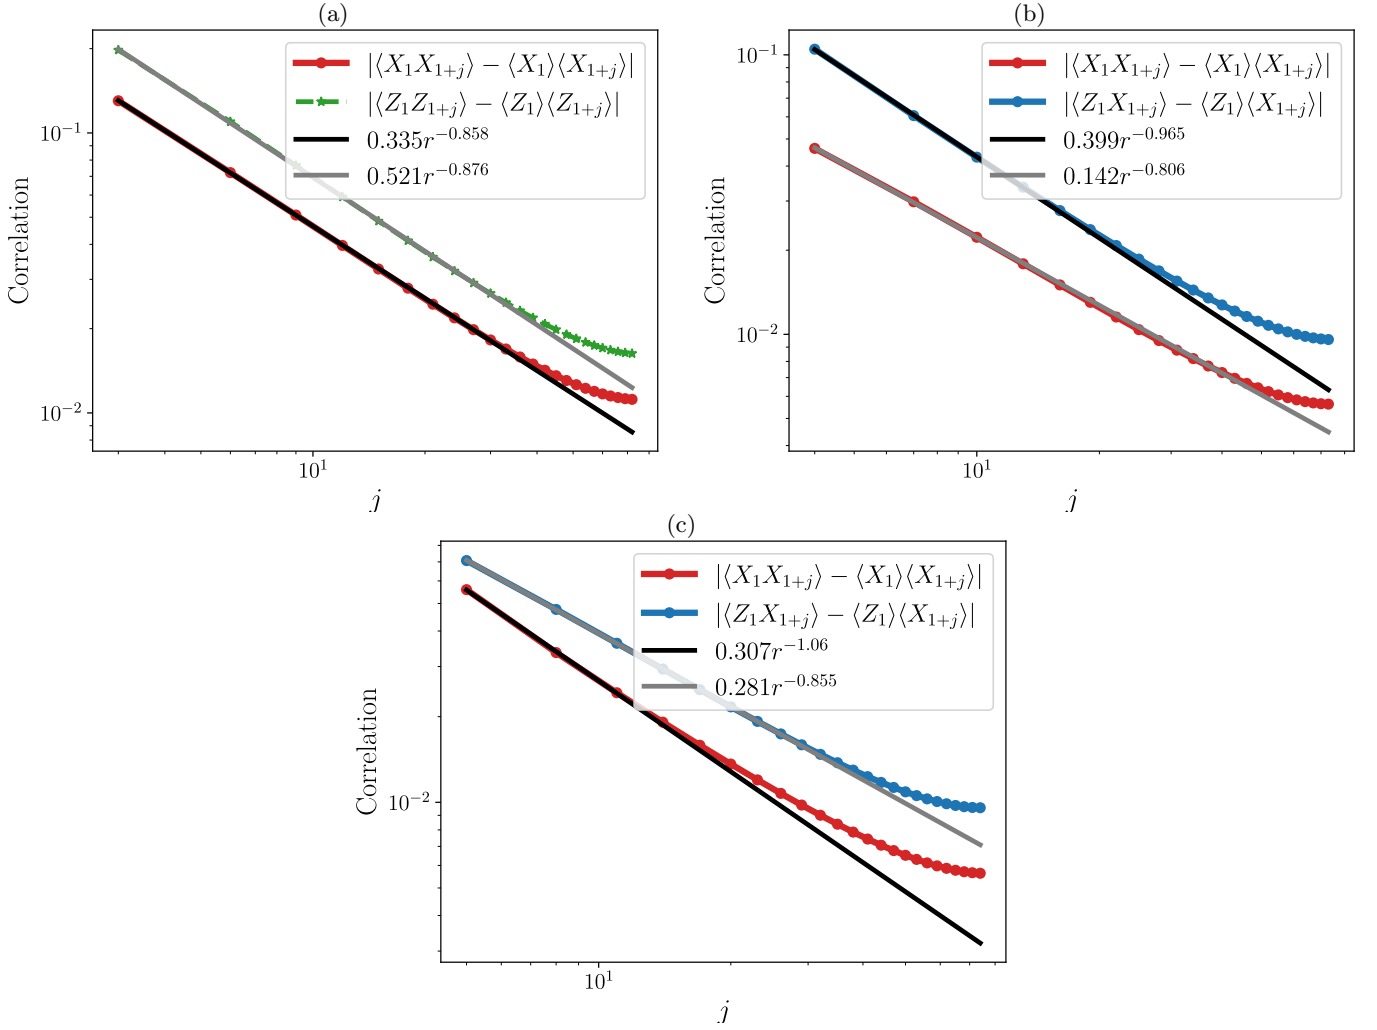 (a)
|⟨X₁X₁₊ⱼ⟩ − ⟨X₁⟩⟨X₁₊ⱼ⟩|
|⟨Z₁Z₁₊ⱼ⟩ − ⟨Z₁⟩⟨Z₁₊ⱼ⟩|
0.335r^{−0.858}
0.521r^{−0.876}
Correlation
10⁻¹
10⁻²
10¹
j
(b)
|⟨X₁X₁₊ⱼ⟩ − ⟨X₁⟩⟨X₁₊ⱼ⟩|
|⟨Z₁X₁₊ⱼ⟩ − ⟨Z₁⟩⟨X₁₊ⱼ⟩|
0.399r^{−0.965}
0.142r^{−0.806}
Correlation
10⁻¹
10⁻²
10¹
j
(c)
|⟨X₁X₁₊ⱼ⟩ − ⟨X₁⟩⟨X₁₊ⱼ⟩|
|⟨Z₁X₁₊ⱼ⟩ − ⟨Z₁⟩⟨X₁₊ⱼ⟩|
0.307r^{−1.06}
0.281r^{−0.855}
Correlation
10⁻²
10¹
j